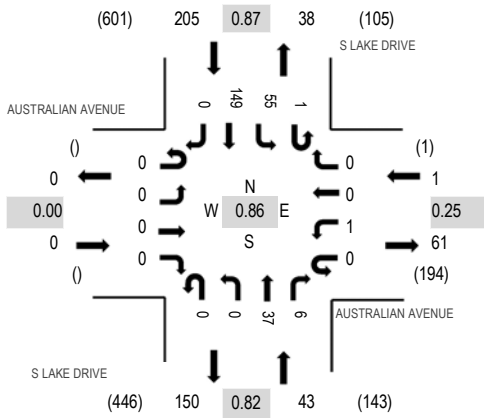 (601) 205 0.87 38 (105)
S LAKE DRIVE
0 149 55 1
AUSTRALIAN AVENUE
() 0 0 (1)
0 0 0 1
0.00 0 N 1 0.25
W 0.86 E
0 0 S 0 61
() 0 (194)
0 0 37 6
AUSTRALIAN AVENUE
S LAKE DRIVE
(446) 150 0.82 43 (143)